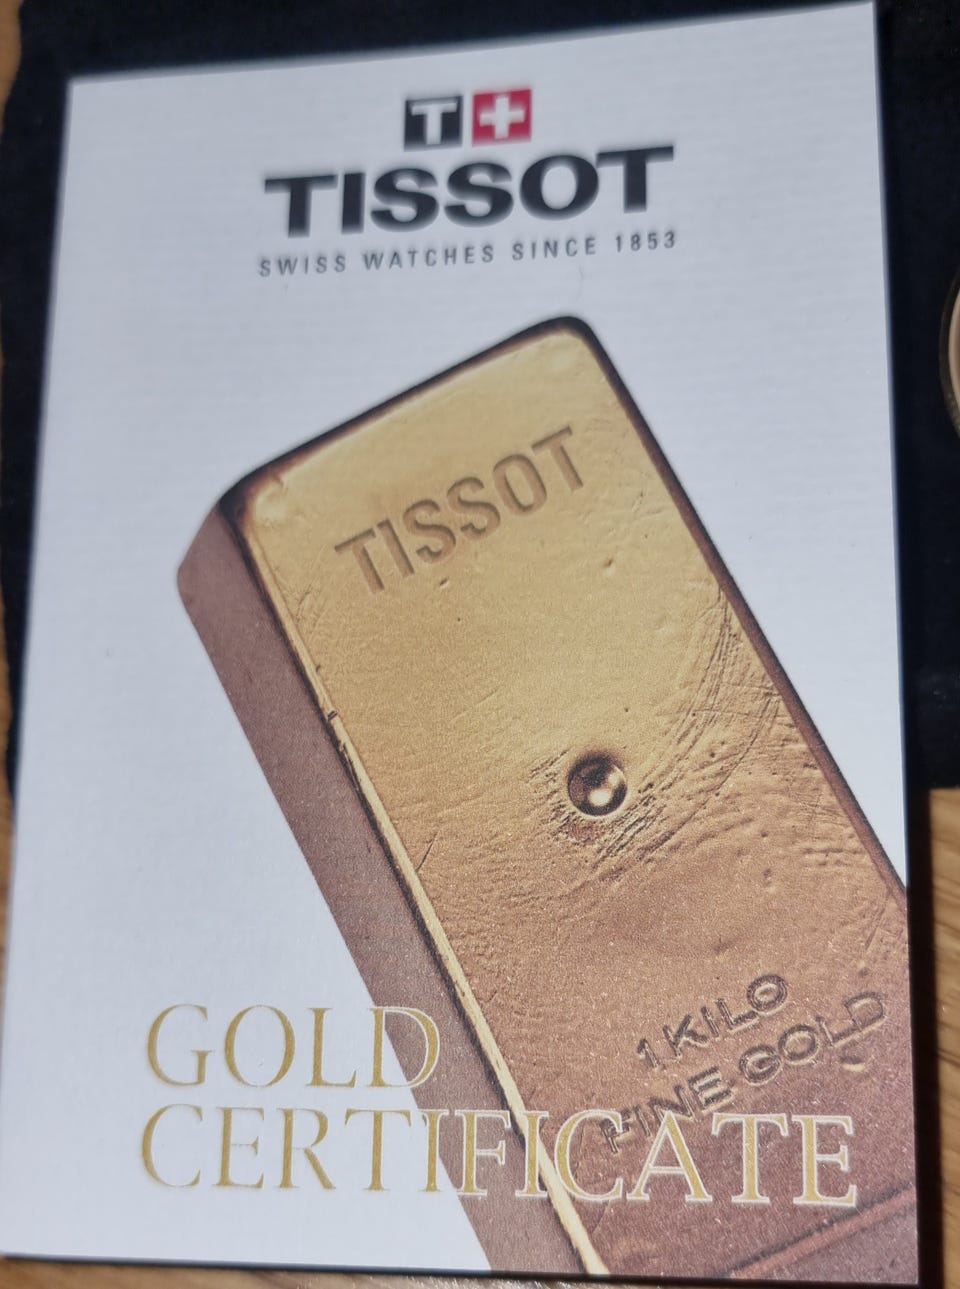 T+
TISSOT
SWISS WATCHES SINCE 1853
TISSOT
1 KILO
FINE GOLD
GOLD
CERTIFICATE